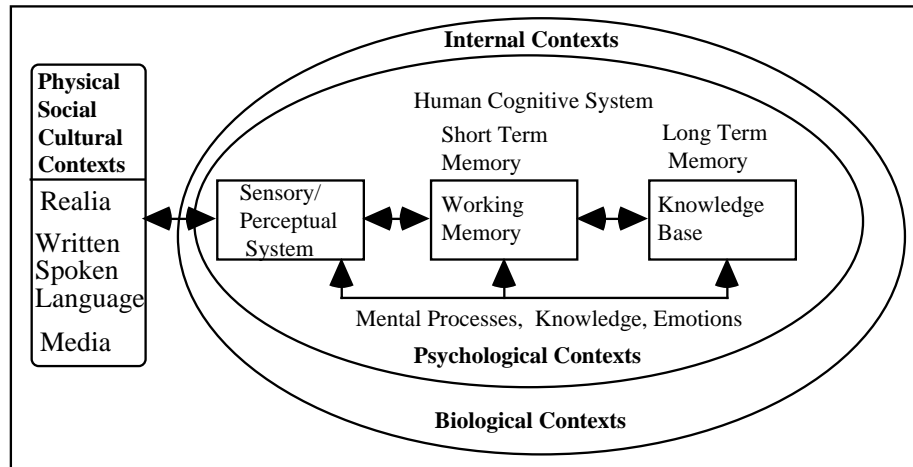 Internal Contexts
Physical
Social
Cultural
Contexts
Realia
Written
Spoken
Language
Media
Human Cognitive System
Short Term
Memory
Long Term
Memory
Sensory/
Perceptual
System
Working
Memory
Knowledge
Base
Mental Processes, Knowledge, Emotions
Psychological Contexts
Biological Contexts